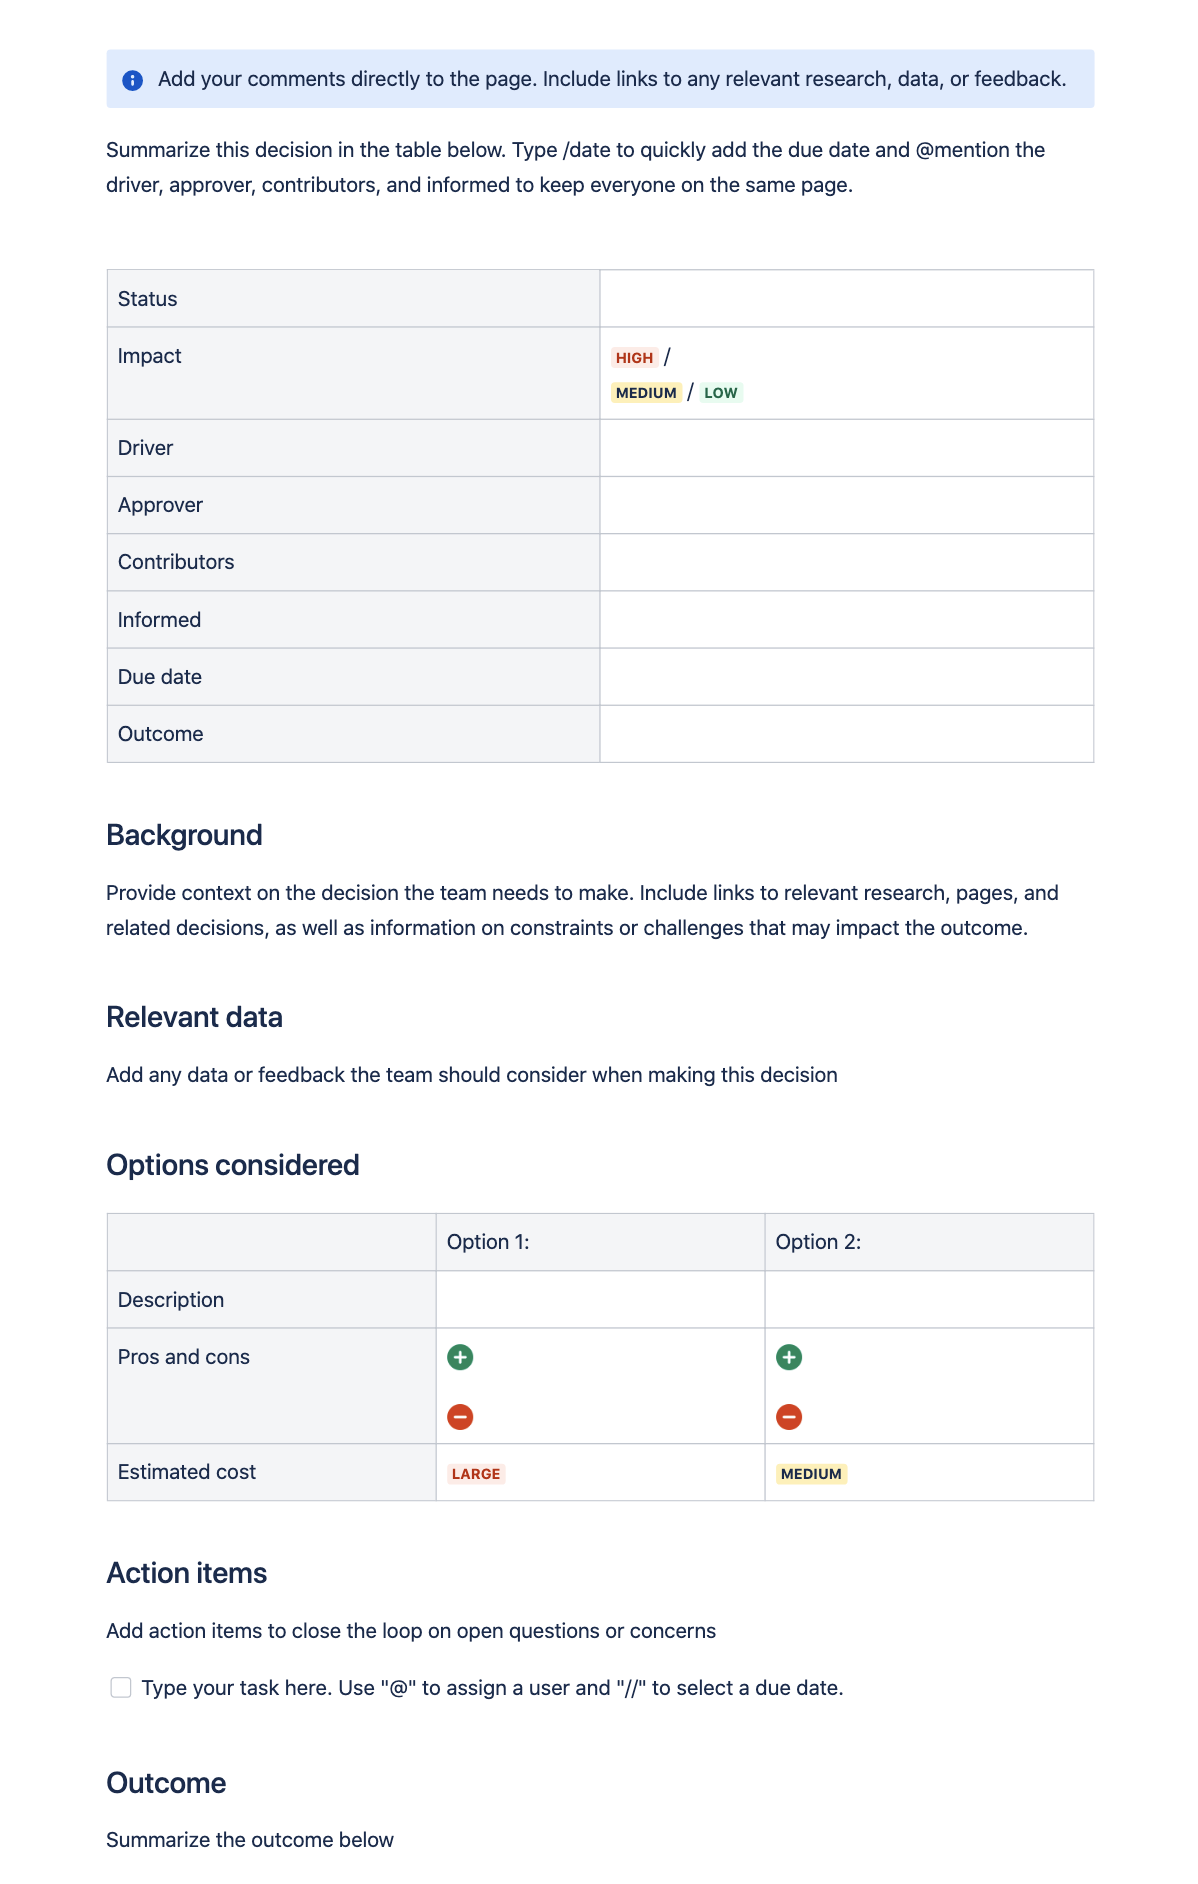 Add your comments directly to the page. Include links to any relevant research, data, or feedback.
Summarize this decision in the table below. Type /date to quickly add the due date and @mention the
driver, approver, contributors, and informed to keep everyone on the same page.
Status
Impact
HIGH /
MEDIUM / LOW
Driver
Approver
Contributors
Informed
Due date
Outcome
Background
Provide context on the decision the team needs to make. Include links to relevant research, pages, and
related decisions, as well as information on constraints or challenges that may impact the outcome.
Relevant data
Add any data or feedback the team should consider when making this decision
Options considered
Option 1: Option 2:
Description
Pros and cons
Estimated cost LARGE MEDIUM
Action items
Add action items to close the loop on open questions or concerns
Type your task here. Use "@" to assign a user and "//" to select a due date.
Outcome
Summarize the outcome below